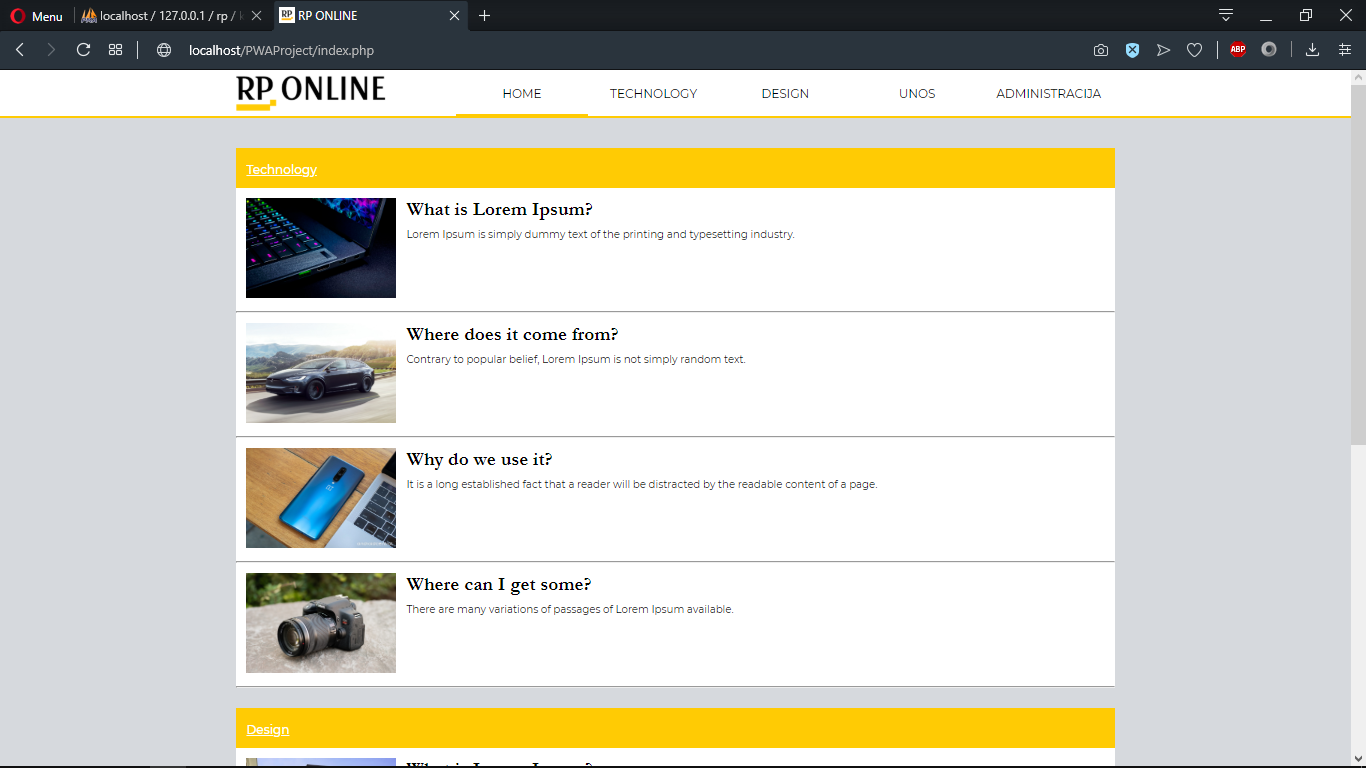 Menu
localhost / 127.0.0.1 / rp /
RP ONLINE
localhost/PWAProject/index.php
ABP
RP ONLINE
HOME
TECHNOLOGY
DESIGN
UNOS
ADMINISTRACIJA
Technology
What is Lorem Ipsum?
Lorem Ipsum is simply dummy text of the printing and typesetting industry.
Where does it come from?
Contrary to popular belief, Lorem Ipsum is not simply random text.
Why do we use it?
It is a long established fact that a reader will be distracted by the readable content of a page.
Where can I get some?
There are many variations of passages of Lorem Ipsum available.
Design